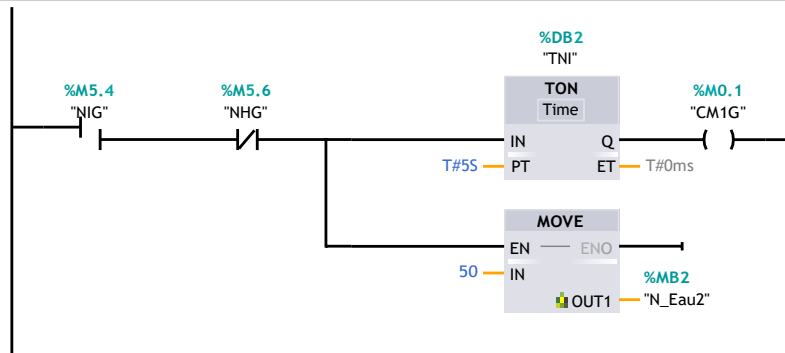 %DB2
"TNI"
%M5.4
"NIG"
%M5.6
"NHG"
TON
Time
%M0.1
"CM1G"
IN
Q
T#5S
PT
ET
T#0ms
MOVE
EN
ENO
50
IN
%MB2
OUT1
"N_Eau2"